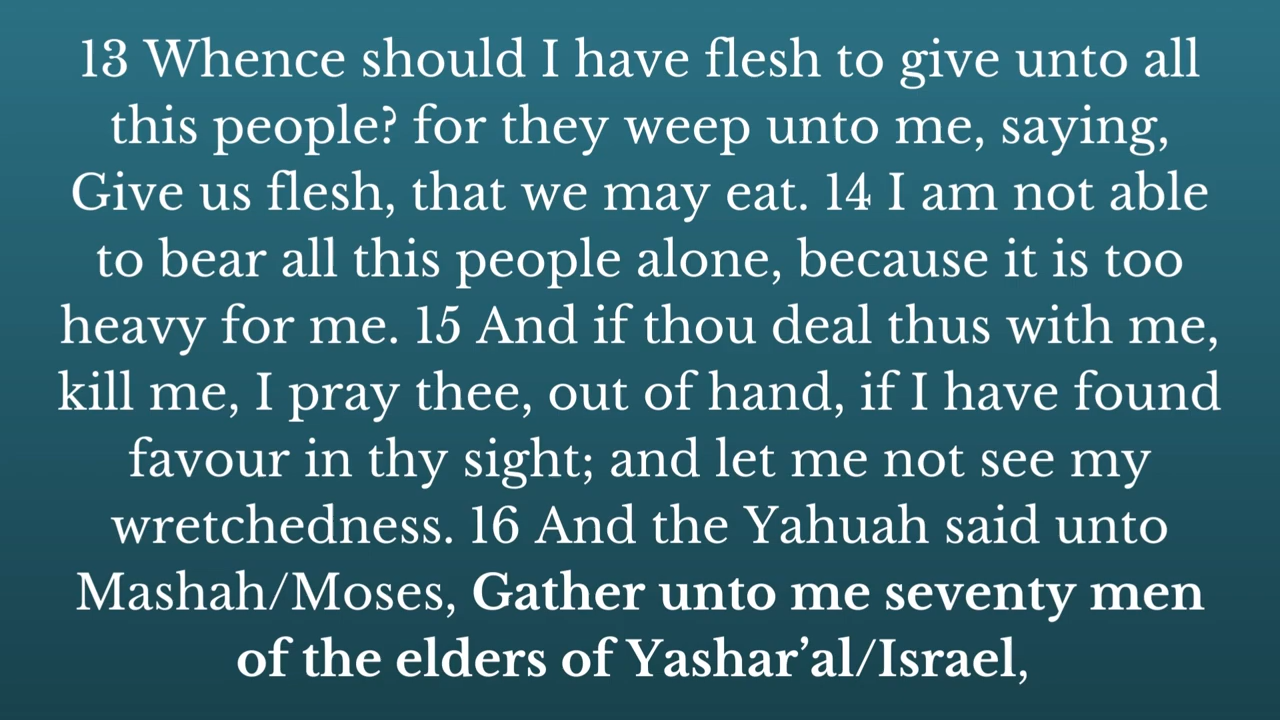 13 Whence should I have flesh to give unto all
this people? for they weep unto me, saying,
Give us flesh, that we may eat. 14 I am not able
to bear all this people alone, because it is too
heavy for me. 15 And if thou deal thus with me,
kill me, I pray thee, out of hand, if I have found
favour in thy sight; and let me not see my
wretchedness. 16 And the Yahuah said unto
Mashah/Moses, Gather unto me seventy men
of the elders of Yashar’al/Israel,